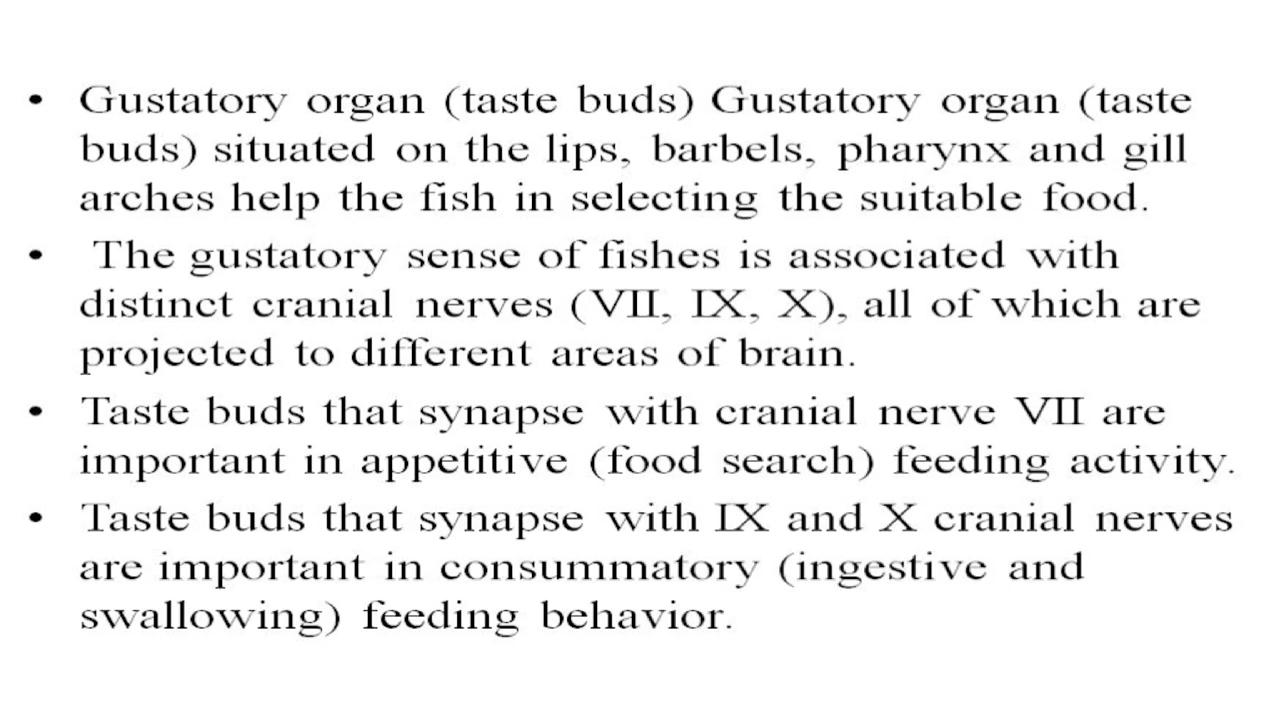 • Gustatory organ (taste buds) Gustatory organ (taste
buds) situated on the lips, barbels, pharynx and gill
arches help the fish in selecting the suitable food.
• The gustatory sense of fishes is associated with
distinct cranial nerves (VII, IX, X), all of which are
projected to different areas of brain.
• Taste buds that synapse with cranial nerve VII are
important in appetitive (food search) feeding activity.
• Taste buds that synapse with IX and X cranial nerves
are important in consummatory (ingestive and
swallowing) feeding behavior.